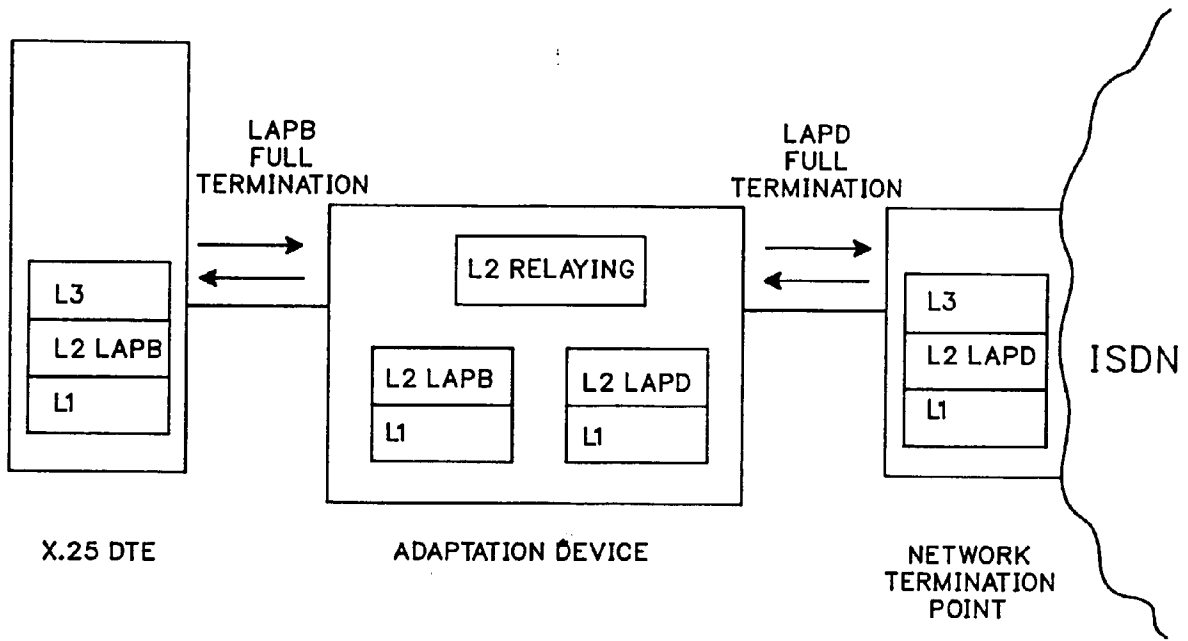 LAPB
FULL
TERMINATION
LAPD
FULL
TERMINATION
L2 RELAYING
L3
L2 LAPB
L1
L2 LAPB
L1
L2 LAPD
L1
L3
L2 LAPD
L1
ISDN
X.25 DTE
ADAPTATION DEVICE
NETWORK
TERMINATION
POINT